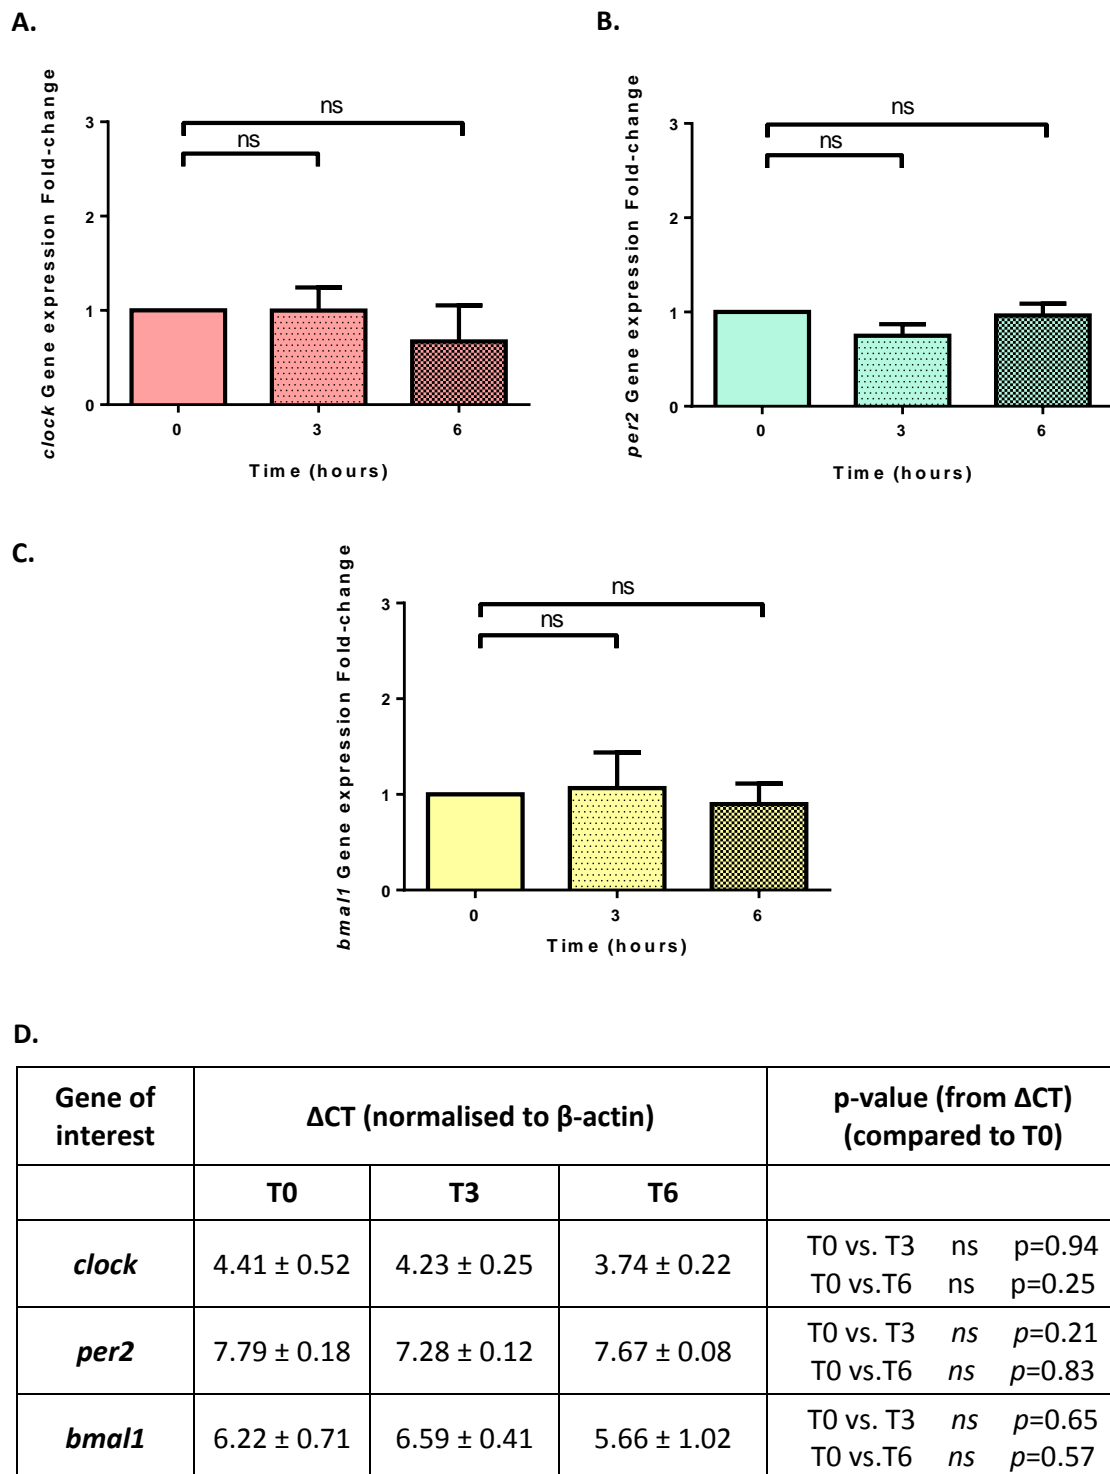 A.
clock Gene expression Fold-change
3
2
1
0
ns
ns
0 3 6
Time (hours)
B.
per2 Gene expression Fold-change
3
2
1
0
ns
ns
0 3 6
Time (hours)
C.
bmal1 Gene expression Fold-change
3
2
1
0
ns
ns
0 3 6
Time (hours)
D.
Gene of interest
ΔCT (normalised to β-actin)
p-value (from ΔCT)
(compared to T0)
T0 T3 T6
clock 4.41 ± 0.52 4.23 ± 0.25 3.74 ± 0.22
T0 vs. T3 ns p=0.94
T0 vs.T6 ns p=0.25
per2 7.79 ± 0.18 7.28 ± 0.12 7.67 ± 0.08
T0 vs. T3 ns p=0.21
T0 vs.T6 ns p=0.83
bmal1 6.22 ± 0.71 6.59 ± 0.41 5.66 ± 1.02
T0 vs. T3 ns p=0.65
T0 vs.T6 ns p=0.57